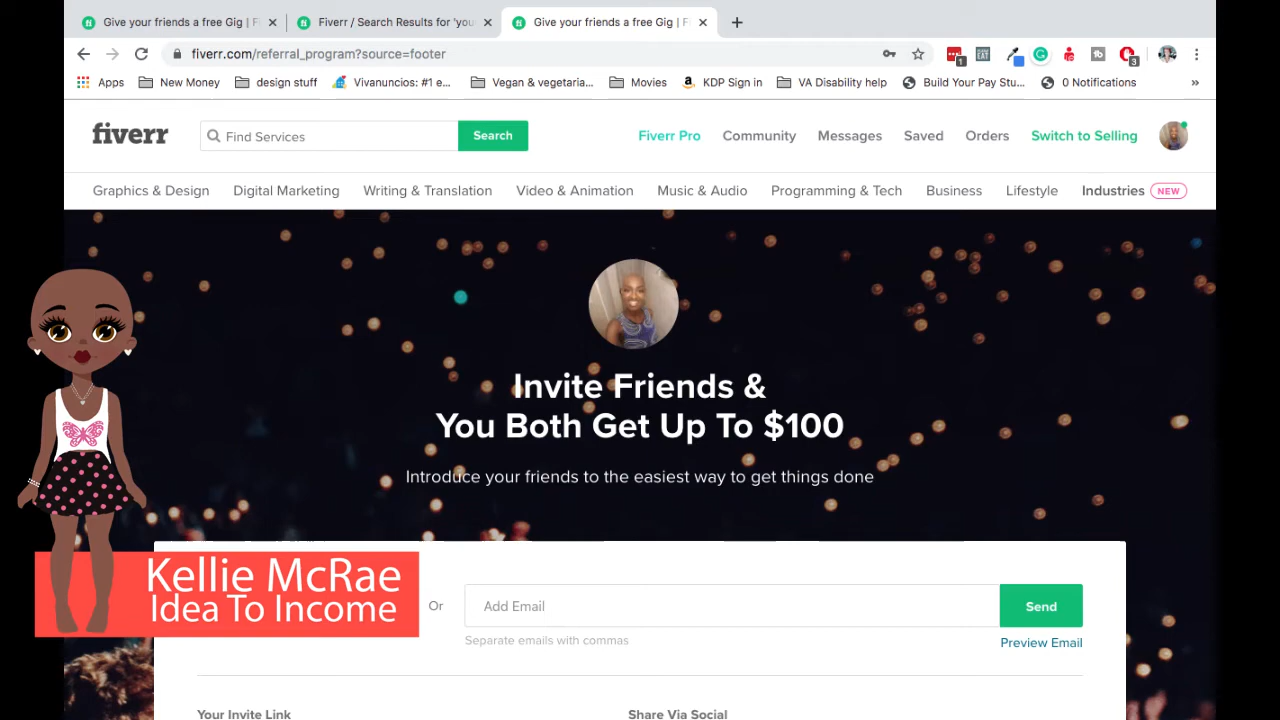 Give your friends a free Gig | F
Fiverr / Search Results for 'you
Give your friends a free Gig | F
fiverr.com/referral_program?source=footer
1
3
Apps
New Money
design stuff
Vivanuncios: #1 e...
Vegan & vegetaria...
Movies
KDP Sign in
VA Disability help
Build Your Pay Stu...
0 Notifications
»
fiverr
Find Services
Search
Fiverr Pro
Community
Messages
Saved
Orders
Switch to Selling
Graphics & Design
Digital Marketing
Writing & Translation
Video & Animation
Music & Audio
Programming & Tech
Business
Lifestyle
Industries NEW
Invite Friends &
You Both Get Up To $100
Introduce your friends to the easiest way to get things done
Kellie McRae
Idea To Income
Or
Add Email
Send
Separate emails with commas
Preview Email
Your Invite Link
Share Via Social